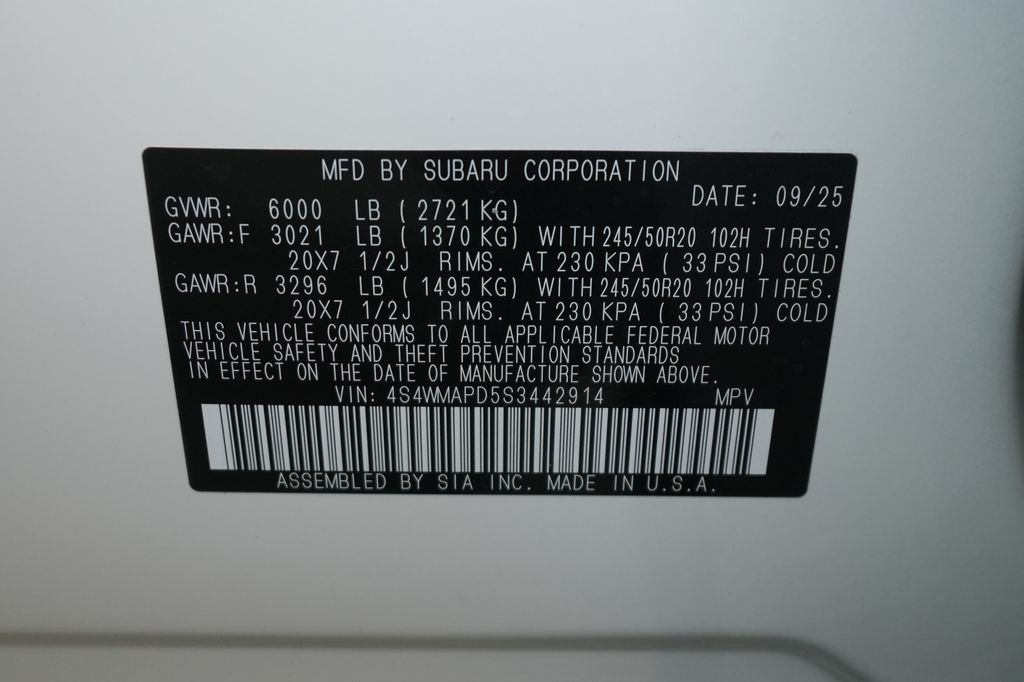 MFD BY SUBARU CORPORATION
DATE: 09/25
GVWR: 6000 LB ( 2721 KG)
GAWR:F 3021 LB ( 1370 KG) WITH 245/50R20 102H TIRES.
20X7 1/2J RIMS. AT 230 KPA ( 33 PSI) COLD
GAWR:R 3296 LB ( 1495 KG) WITH 245/50R20 102H TIRES.
20X7 1/2J RIMS. AT 230 KPA ( 33 PSI) COLD
THIS VEHICLE CONFORMS TO ALL APPLICABLE FEDERAL MOTOR
VEHICLE SAFETY AND THEFT PREVENTION STANDARDS
IN EFFECT ON THE DATE OF MANUFACTURE SHOWN ABOVE.
VIN: 4S4WMAPD5S3442914 MPV
ASSEMBLED BY SIA INC. MADE IN U.S.A.